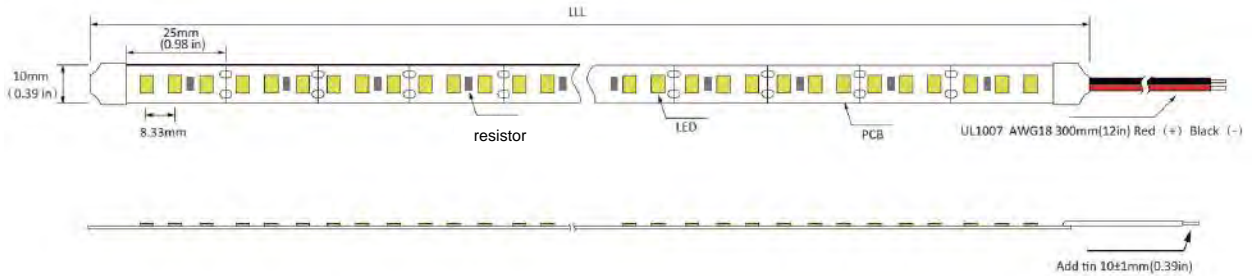 LLL
25mm
(0.98 in)
10mm
(0.39 in)
8.33mm
resistor
LED
PCB
UL1007 AWG18 300mm(12in) Red (+) Black (-)
Add tin 10±1mm(0.39in)